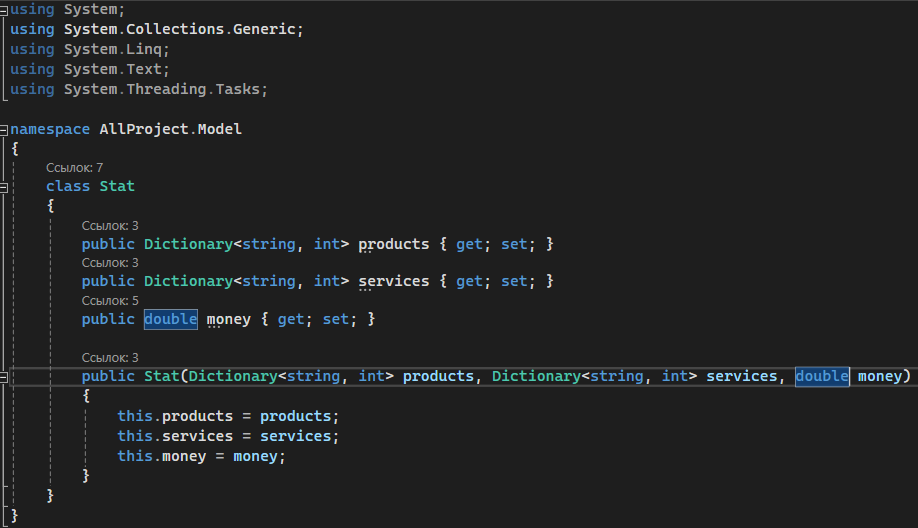 using System;
using System.Collections.Generic;
using System.Linq;
using System.Text;
using System.Threading.Tasks;
namespace AllProject.Model
{
Ссылок: 7
class Stat
{
Ссылок: 3
public Dictionary<string, int> products { get; set; }
Ссылок: 3
public Dictionary<string, int> services { get; set; }
Ссылок: 5
public double money { get; set; }
Ссылок: 3
public Stat(Dictionary<string, int> products, Dictionary<string, int> services, double money)
{
this.products = products;
this.services = services;
this.money = money;
}
}
}